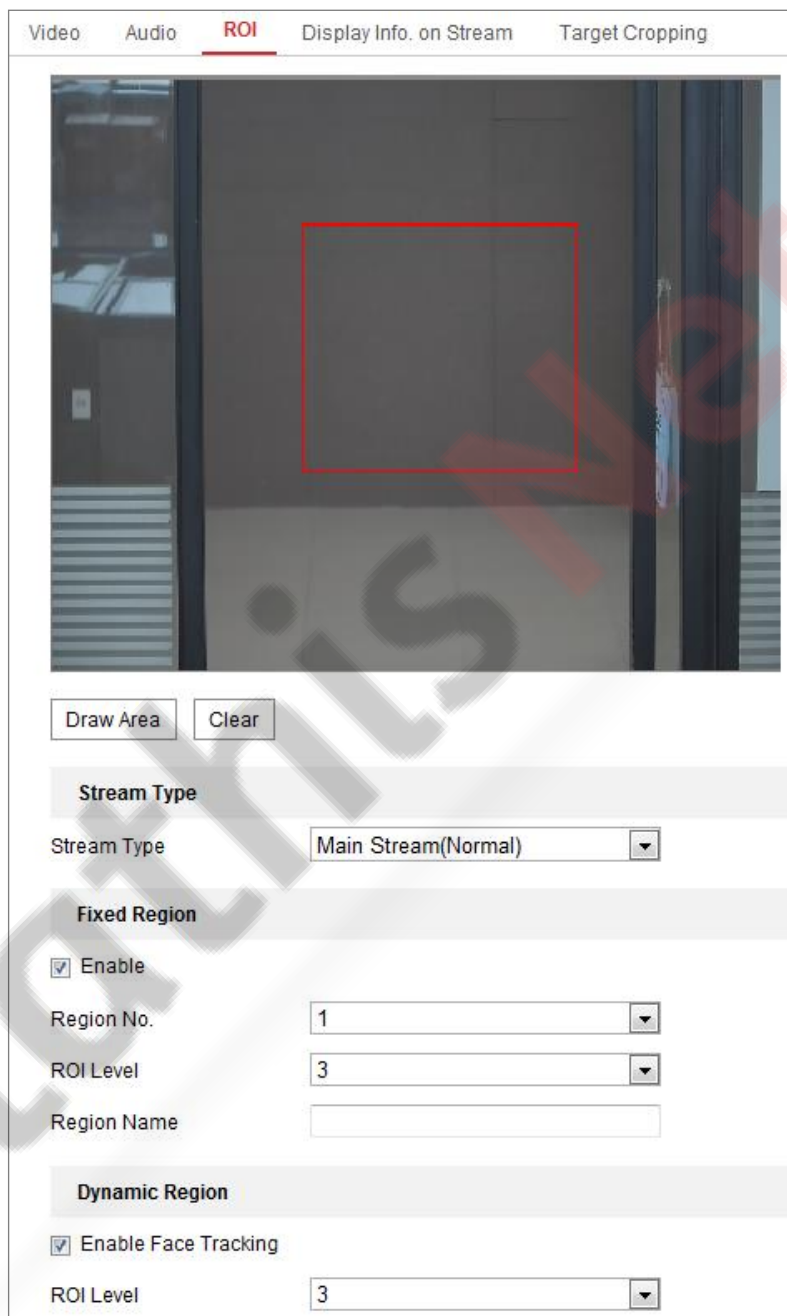 Video Audio ROI Display Info. on Stream Target Cropping
Draw Area Clear
Stream Type
Stream Type Main Stream(Normal)
Fixed Region
Enable
Region No. 1
ROI Level 3
Region Name
Dynamic Region
Enable Face Tracking
ROI Level 3
athis Net